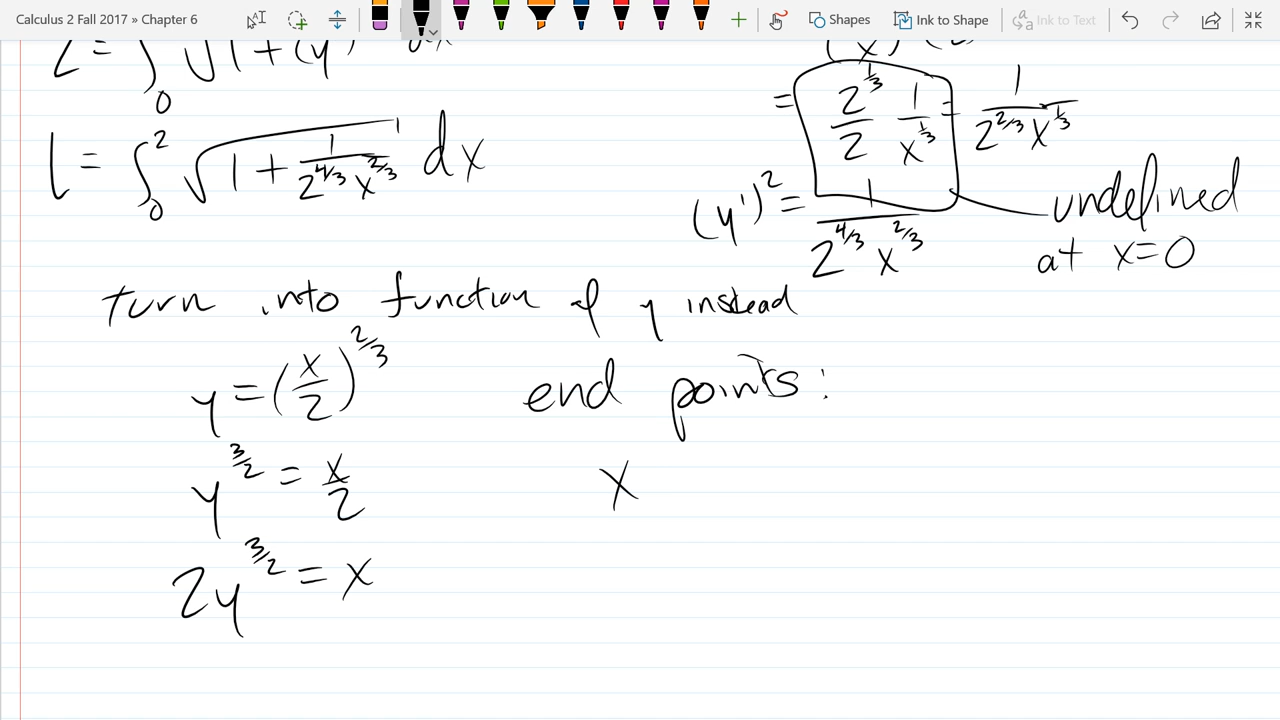 Calculus 2 Fall 2017 » Chapter 6
Shapes
Ink to Shape
Ink to Text
L = ∫₀ √1 + (y'
L = ∫₀² √1 + 1/(2^(4/3) x^(2/3)) dx
= 2^(1/3)/2 1/x^(1/3) = 1/(2^(2/3) x^(1/3))
(y')² = 1/(2^(4/3) x^(2/3))
undefined
at x=0
turn into function of y instead
y = (x/2)^(2/3)
y^(3/2) = x/2
2y^(3/2) = x
end points:
x